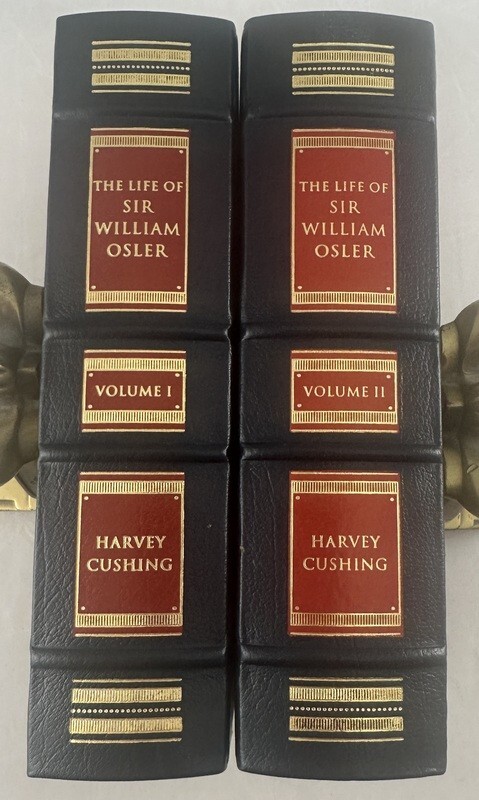 THE LIFE OF
SIR
WILLIAM
OSLER
VOLUME I
HARVEY
CUSHING
THE LIFE OF
SIR
WILLIAM
OSLER
VOLUME II
HARVEY
CUSHING